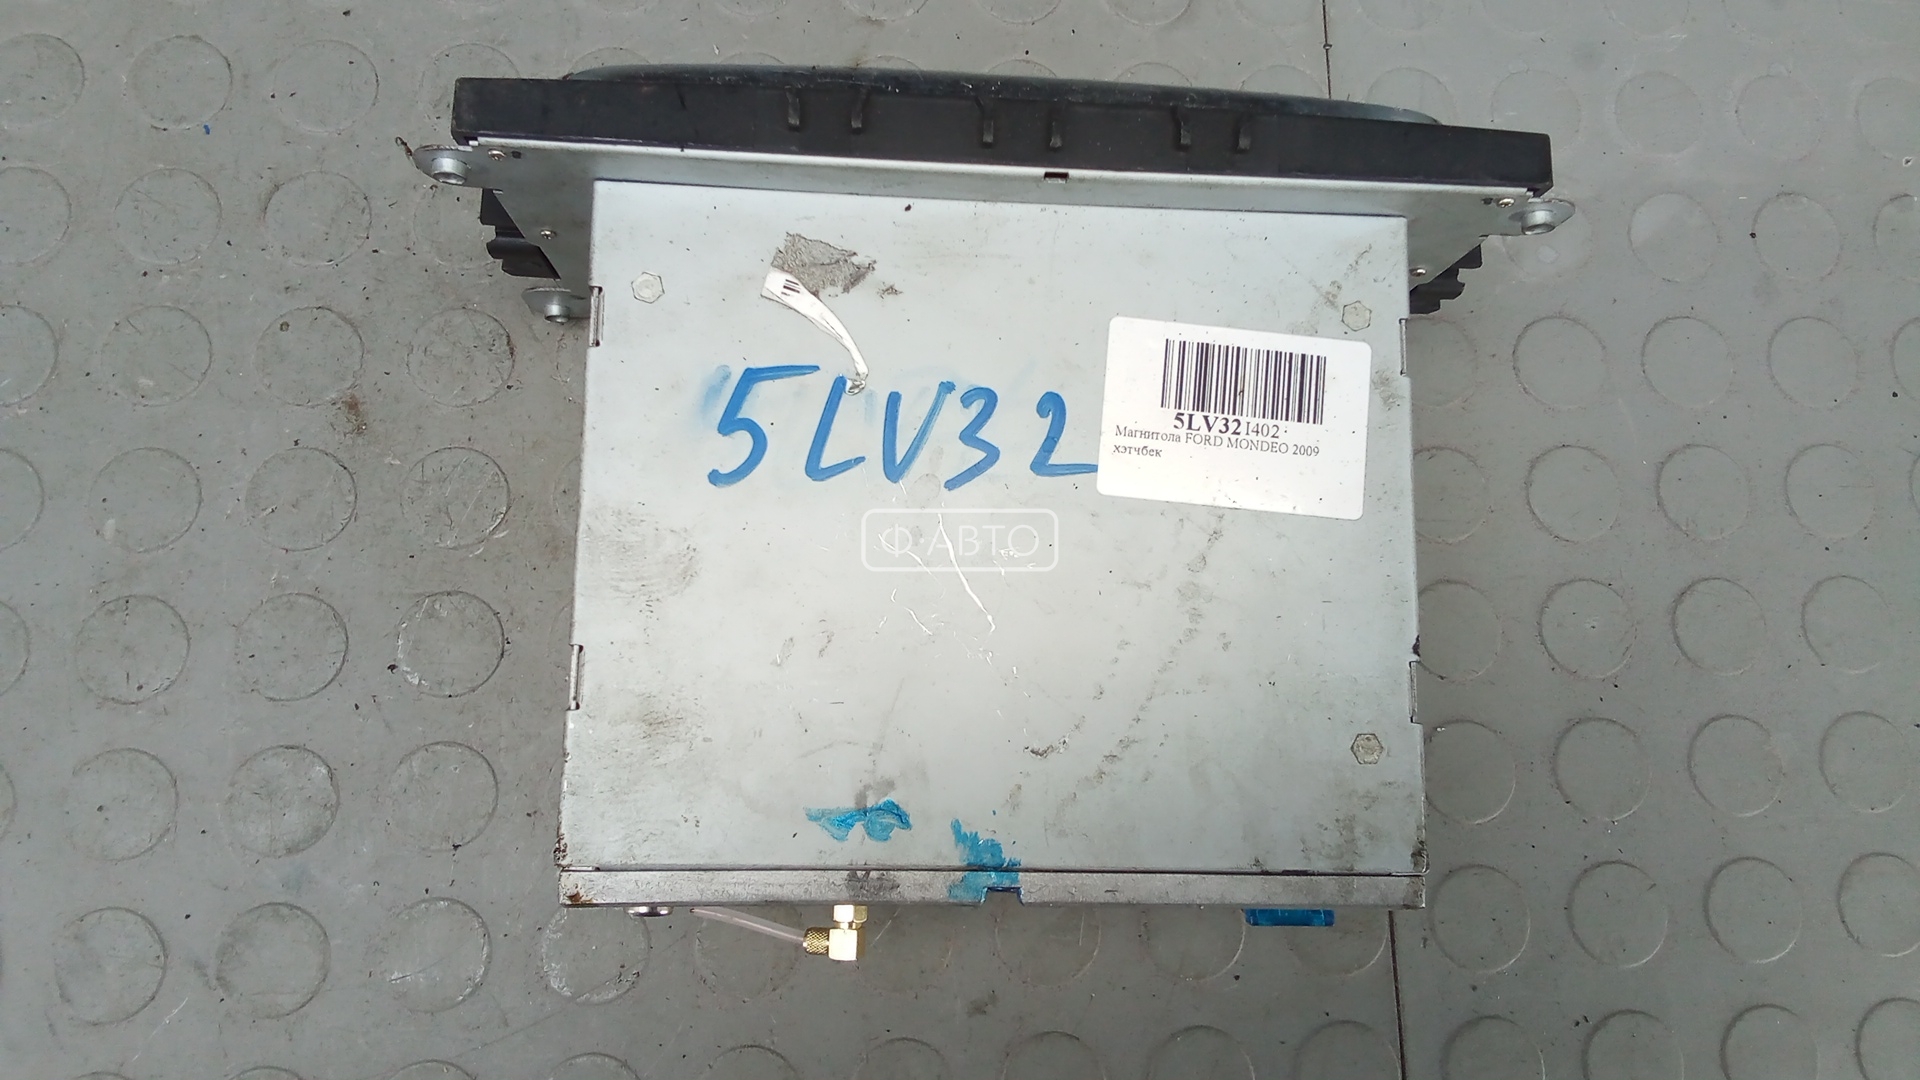 5LV32
5LV32I402
Магнитола FORD MONDEO 2009
хэтчбек
Ф АВТО